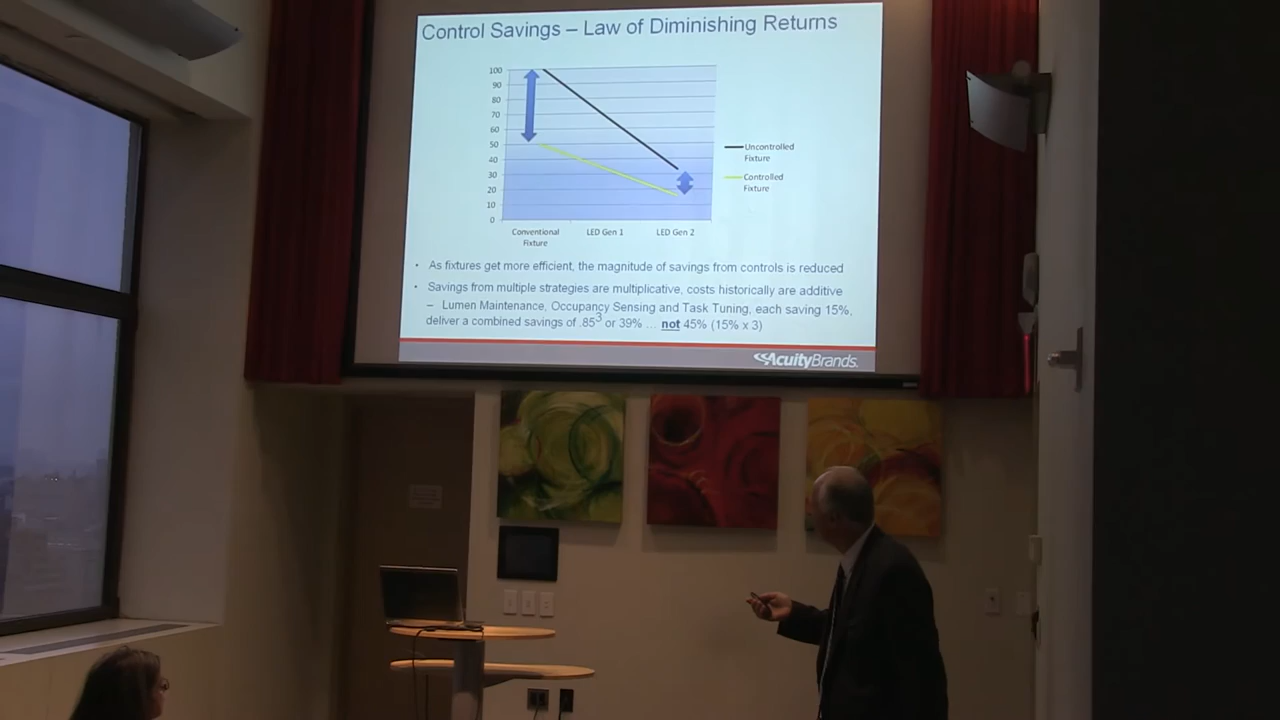 Control Savings – Law of Diminishing Returns
100
90
80
70
60
50
40
30
20
10
0
Conventional
Fixture
LED Gen 1
LED Gen 2
Uncontrolled
Fixture
Controlled
Fixture
• As fixtures get more efficient, the magnitude of savings from controls is reduced
• Savings from multiple strategies are multiplicative, costs historically are additive
– Lumen Maintenance, Occupancy Sensing and Task Tuning, each saving 15%,
deliver a combined savings of .85³ or 39% ... not 45% (15% x 3)
AcuityBrands.